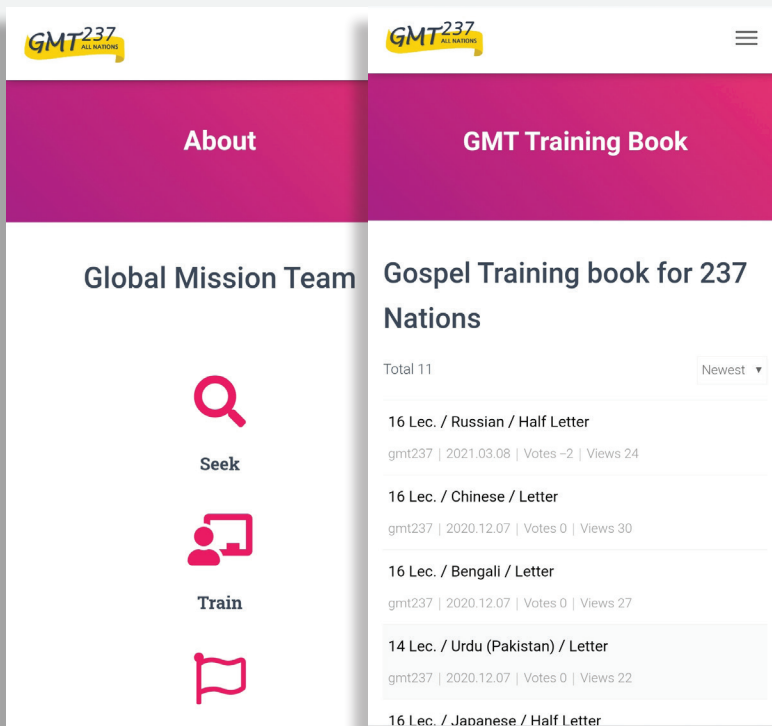 GMT237
ALL NATIONS
About
Global Mission Team
Seek
Train
GMT237
ALL NATIONS
GMT Training Book
Gospel Training book for 237
Nations
Total 11
Newest ▼
16 Lec. / Russian / Half Letter
gmt237 | 2021.03.08 | Votes –2 | Views 24
16 Lec. / Chinese / Letter
gmt237 | 2020.12.07 | Votes 0 | Views 30
16 Lec. / Bengali / Letter
gmt237 | 2020.12.07 | Votes 0 | Views 27
14 Lec. / Urdu (Pakistan) / Letter
gmt237 | 2020.12.07 | Votes 0 | Views 22
16 Lec. / Japanese / Half Letter